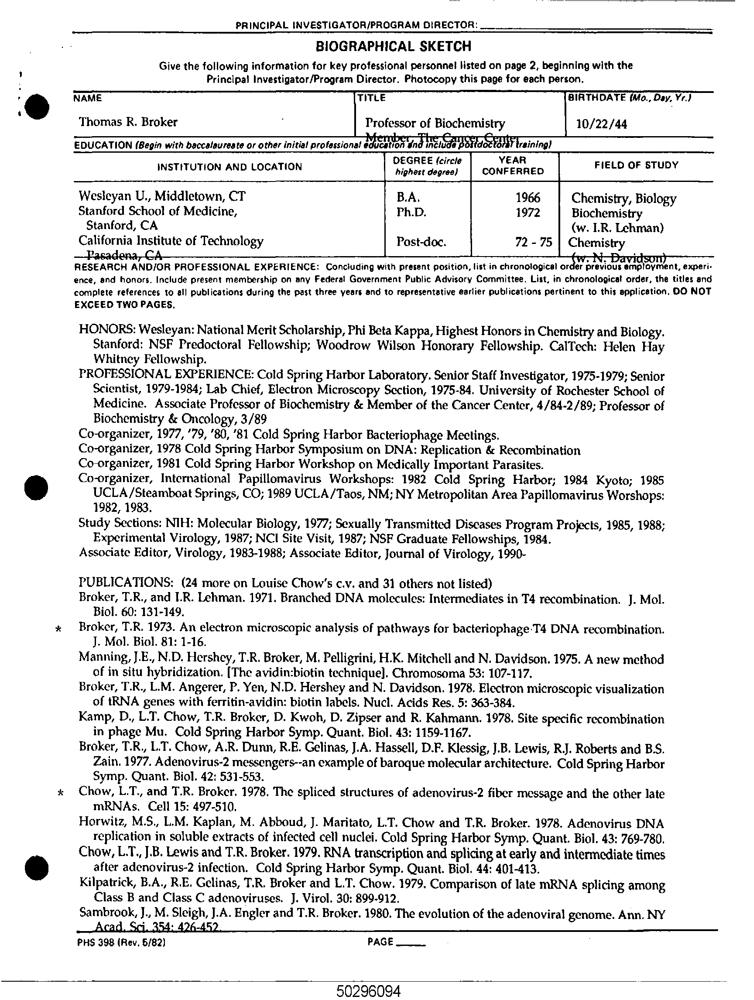 PRINCIPAL INVESTIGATOR/PROGRAM DIRECTOR:
BIOGRAPHICAL SKETCH
Give the following information for key professional personnel listed on page 2, beginning with the
Principal Investigator/Program Director. Photocopy this page for each person.
NAME TITLE BIRTHDATE (Mo., Day, Yr.)
Thomas R. Broker Professor of Biochemistry 10/22/44
Member, The Cancer Center
EDUCATION (Begin with baccalaureate or other initial professional education and include postdoctoral training)
INSTITUTION AND LOCATION DEGREE (circle highest degree) YEAR CONFERRED FIELD OF STUDY
Wesleyan U., Middletown, CT B.A. 1966 Chemistry, Biology
Stanford School of Medicine, Ph.D. 1972 Biochemistry
Stanford, CA (w. I.R. Lehman)
California Institute of Technology Post-doc. 72 - 75 Chemistry
Pasadena, CA (w. N. Davidson)
RESEARCH AND/OR PROFESSIONAL EXPERIENCE: Concluding with present position, list in chronological order previous employment, experi-
ence, and honors. Include present membership on any Federal Government Public Advisory Committee. List, in chronological order, the titles and
complete references to all publications during the past three years and to representative earlier publications pertinent to this application. DO NOT
EXCEED TWO PAGES.
HONORS: Wesleyan: National Merit Scholarship, Phi Beta Kappa, Highest Honors in Chemistry and Biology.
Stanford: NSF Predoctoral Fellowship; Woodrow Wilson Honorary Fellowship. CalTech: Helen Hay
Whitney Fellowship.
PROFESSIONAL EXPERIENCE: Cold Spring Harbor Laboratory. Senior Staff Investigator, 1975-1979; Senior
Scientist, 1979-1984; Lab Chief, Electron Microscopy Section, 1975-84. University of Rochester School of
Medicine. Associate Professor of Biochemistry & Member of the Cancer Center, 4/84-2/89; Professor of
Biochemistry & Oncology, 3/89
Co-organizer, 1977, '79, '80, '81 Cold Spring Harbor Bacteriophage Meetings.
Co-organizer, 1978 Cold Spring Harbor Symposium on DNA: Replication & Recombination
Co-organizer, 1981 Cold Spring Harbor Workshop on Medically Important Parasites.
Co-organizer, International Papillomavirus Workshops: 1982 Cold Spring Harbor; 1984 Kyoto; 1985
UCLA/Steamboat Springs, CO; 1989 UCLA/Taos, NM; NY Metropolitan Area Papillomavirus Worshops:
1982, 1983.
Study Sections: NIH: Molecular Biology, 1977; Sexually Transmitted Diseases Program Projects, 1985, 1988;
Experimental Virology, 1987; NCI Site Visit, 1987; NSF Graduate Fellowships, 1984.
Associate Editor, Virology, 1983-1988; Associate Editor, Journal of Virology, 1990-
PUBLICATIONS: (24 more on Louise Chow's c.v. and 31 others not listed)
Broker, T.R., and I.R. Lehman. 1971. Branched DNA molecules: Intermediates in T4 recombination. J. Mol.
Biol. 60: 131-149.
* Broker, T.R. 1973. An electron microscopic analysis of pathways for bacteriophage T4 DNA recombination.
J. Mol. Biol. 81: 1-16.
Manning, J.E., N.D. Hershey, T.R. Broker, M. Pelligrini, H.K. Mitchell and N. Davidson. 1975. A new method
of in situ hybridization. [The avidin:biotin technique]. Chromosoma 53: 107-117.
Broker, T.R., L.M. Angerer, P. Yen, N.D. Hershey and N. Davidson. 1978. Electron microscopic visualization
of tRNA genes with ferritin-avidin: biotin labels. Nucl. Acids Res. 5: 363-384.
Kamp, D., L.T. Chow, T.R. Broker, D. Kwoh, D. Zipser and R. Kahmann. 1978. Site specific recombination
in phage Mu. Cold Spring Harbor Symp. Quant. Biol. 43: 1159-1167.
Broker, T.R., L.T. Chow, A.R. Dunn, R.E. Gelinas, J.A. Hassell, D.F. Klessig, J.B. Lewis, R.J. Roberts and B.S.
Zain. 1977. Adenovirus-2 messengers--an example of baroque molecular architecture. Cold Spring Harbor
Symp. Quant. Biol. 42: 531-553.
* Chow, L.T., and T.R. Broker. 1978. The spliced structures of adenovirus-2 fiber message and the other late
mRNAs. Cell 15: 497-510.
Horwitz, M.S., L.M. Kaplan, M. Abboud, J. Maritato, L.T. Chow and T.R. Broker. 1978. Adenovirus DNA
replication in soluble extracts of infected cell nuclei. Cold Spring Harbor Symp. Quant. Biol. 43: 769-780.
Chow, L.T., J.B. Lewis and T.R. Broker. 1979. RNA transcription and splicing at early and intermediate times
after adenovirus-2 infection. Cold Spring Harbor Symp. Quant. Biol. 44: 401-413.
Kilpatrick, B.A., R.E. Gelinas, T.R. Broker and L.T. Chow. 1979. Comparison of late mRNA splicing among
Class B and Class C adenoviruses. J. Virol. 30: 899-912.
Sambrook, J., M. Sleigh, J.A. Engler and T.R. Broker. 1980. The evolution of the adenoviral genome. Ann. NY
Acad. Sci. 354: 426-452.
PHS 398 (Rev. 5/82) PAGE
50296094